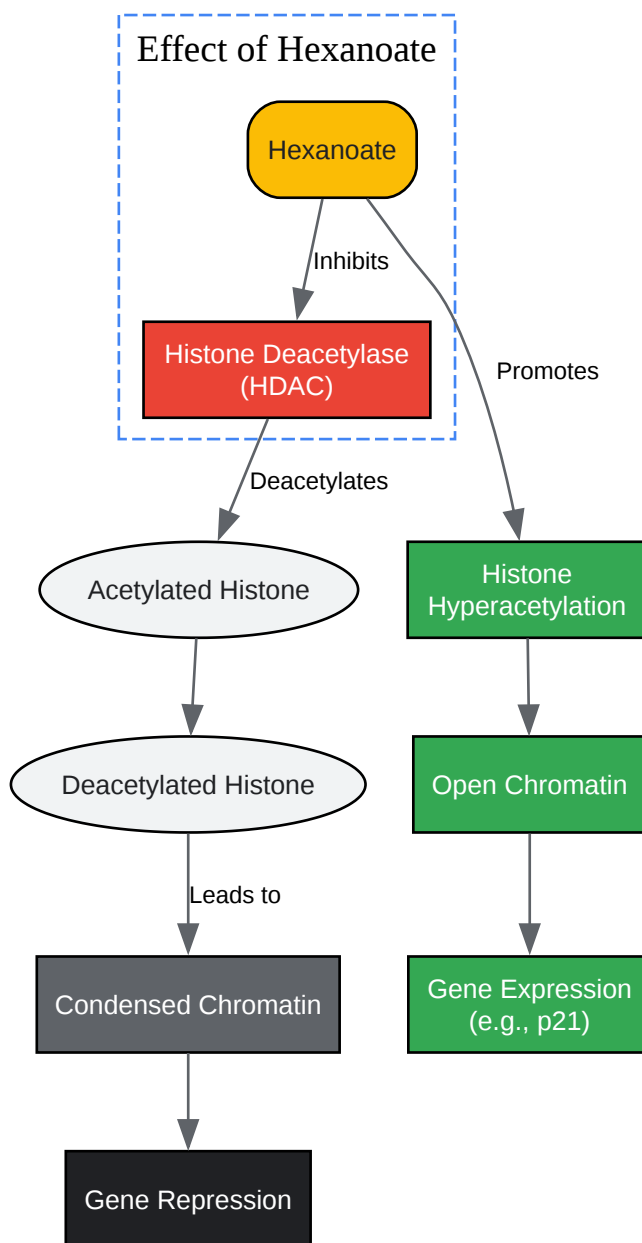 Effect of Hexanoate
Hexanoate
Inhibits
Histone Deacetylase
(HDAC)
Promotes
Deacetylates
Acetylated Histone
Histone
Hyperacetylation
Deacetylated Histone
Open Chromatin
Leads to
Condensed Chromatin
Gene Expression
(e.g., p21)
Gene Repression